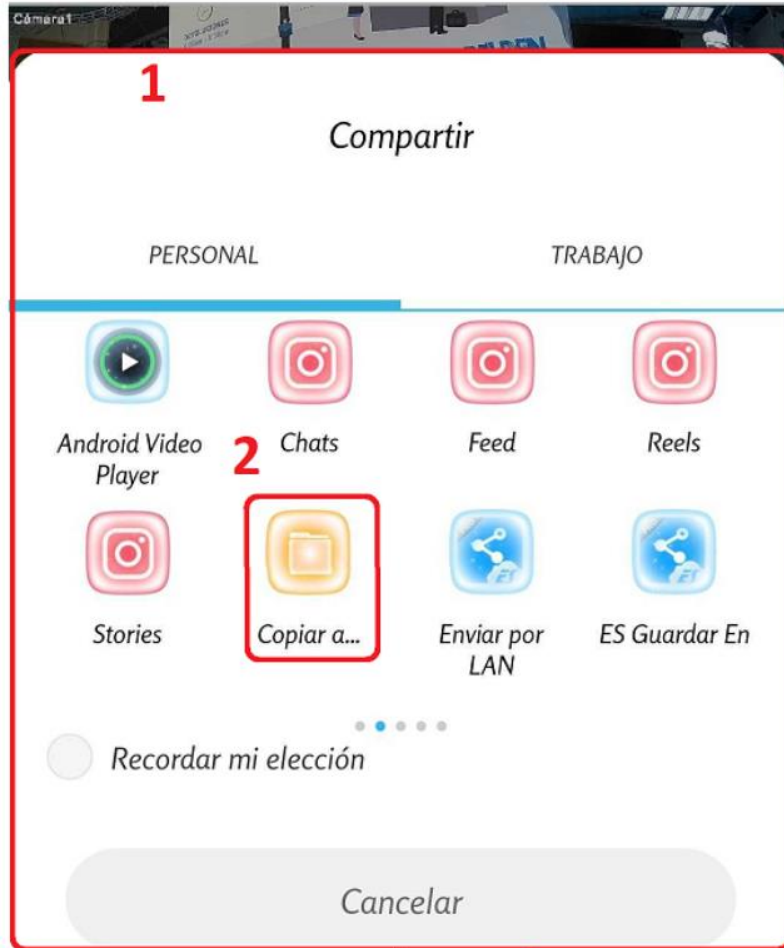 Cámara1
1
Compartir
PERSONAL TRABAJO
Android Video
Player
Chats
Feed
Reels
2
Stories
Copiar a...
Enviar por
LAN
ES Guardar En
Recordar mi elección
Cancelar